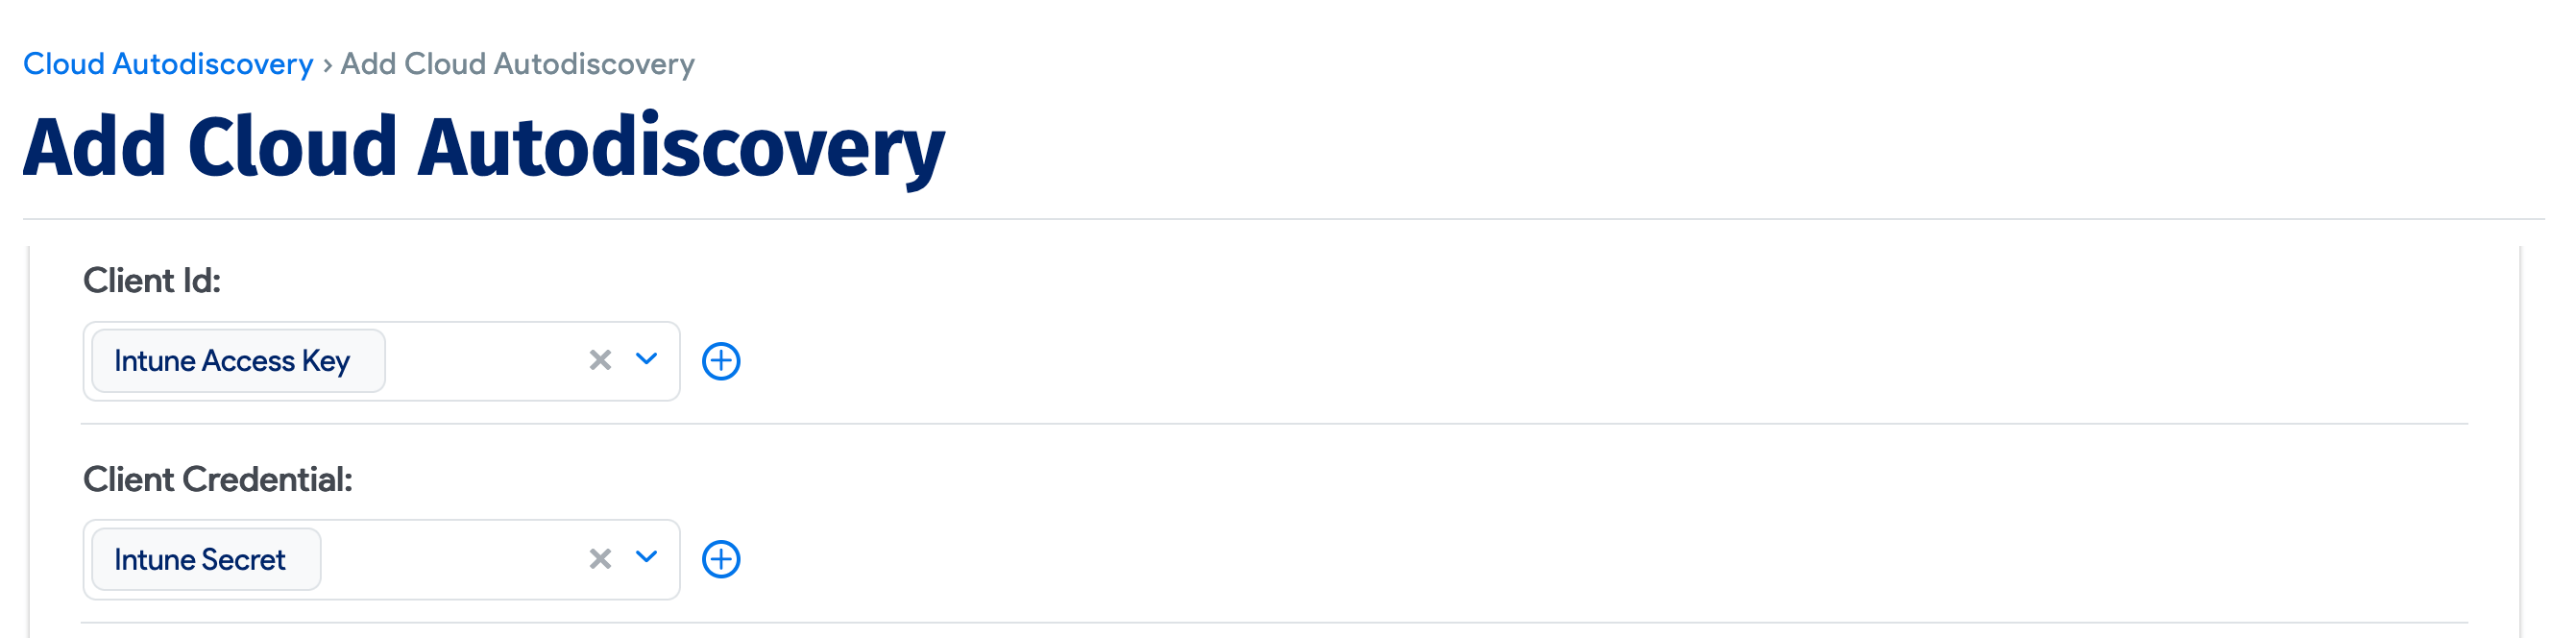 Cloud Autodiscovery › Add Cloud Autodiscovery
Add Cloud Autodiscovery
Client Id:
Intune Access Key
Client Credential:
Intune Secret